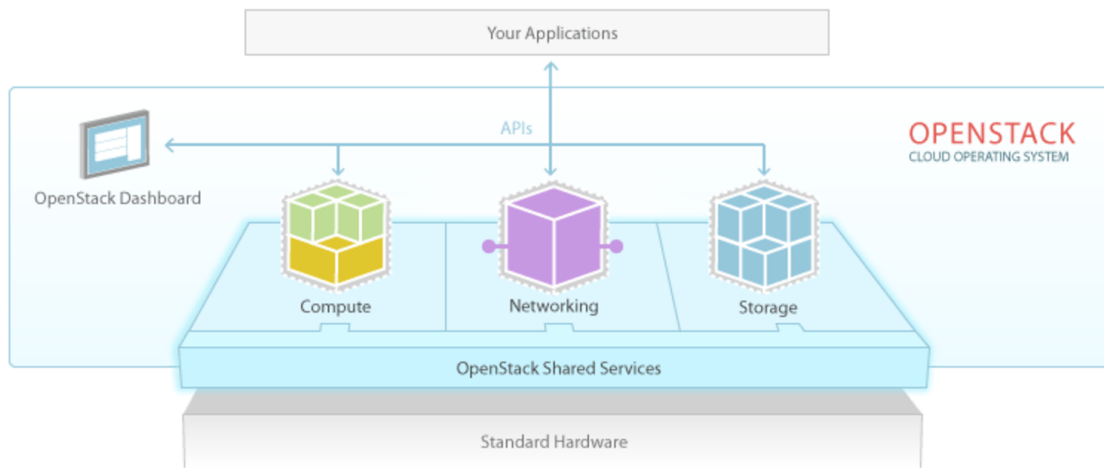 Your Applications
APIs
OPENSTACK
CLOUD OPERATING SYSTEM
OpenStack Dashboard
Compute
Networking
Storage
OpenStack Shared Services
Standard Hardware